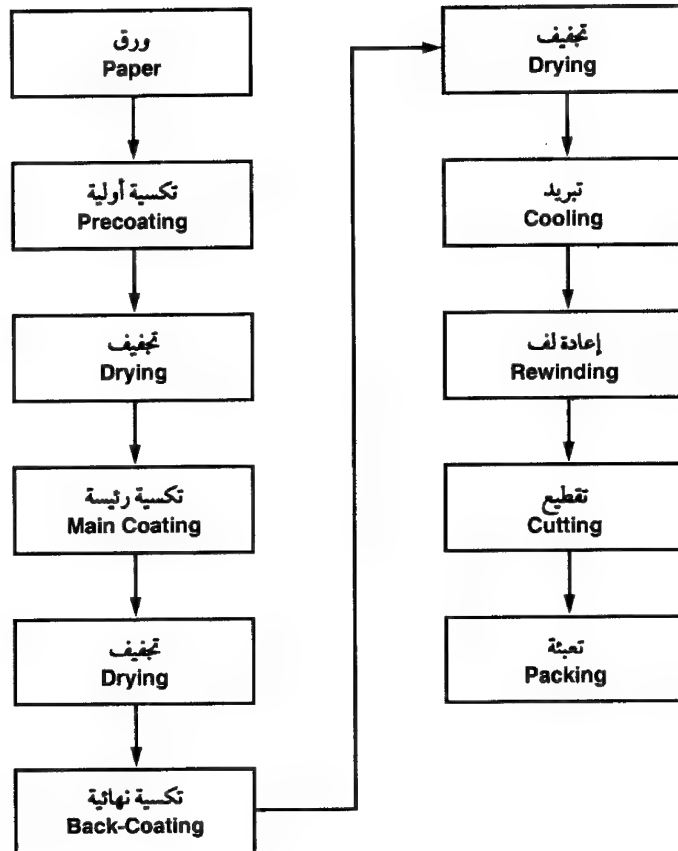 ورق
Paper
تكسية أولية
Precoating
تجفيف
Drying
تكسية رئيسة
Main Coating
تجفيف
Drying
تكسية نهائية
Back-Coating
تجفيف
Drying
تبريد
Cooling
إعادة لف
Rewinding
تقطيع
Cutting
تعبئة
Packing